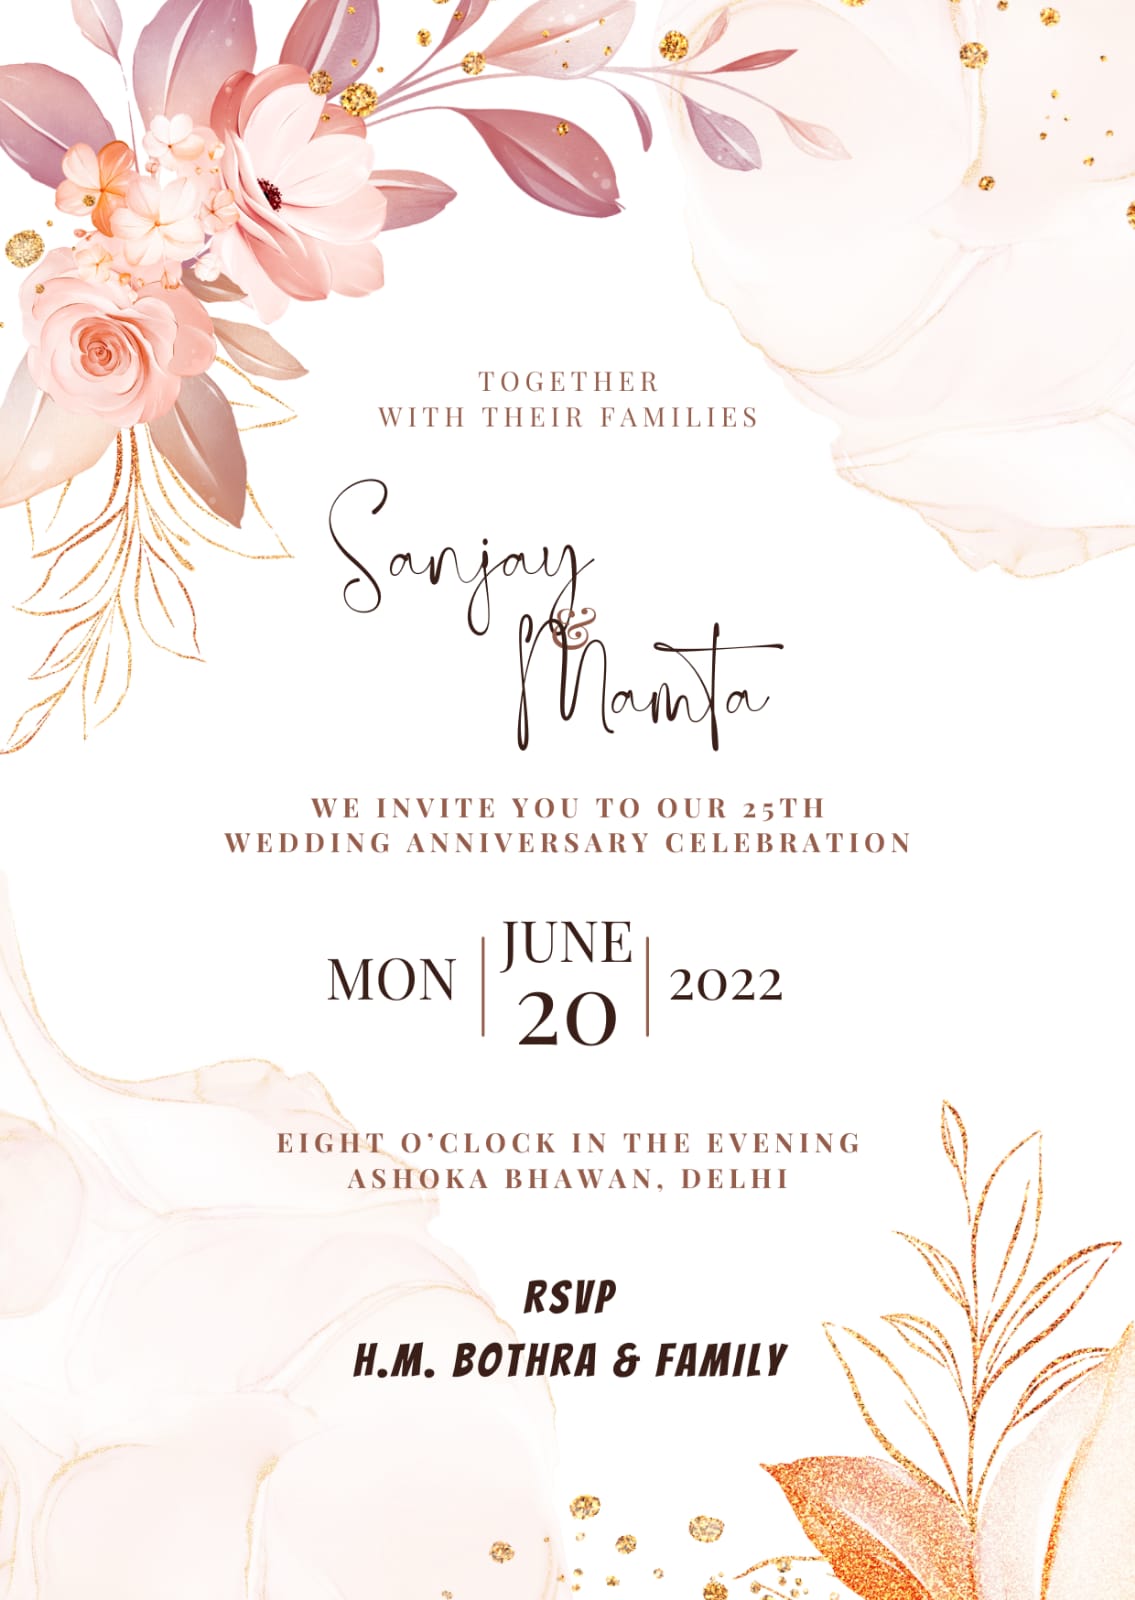 TOGETHER
WITH THEIR FAMILIES
Sanjay
&
Mamta
WE INVITE YOU TO OUR 25TH
WEDDING ANNIVERSARY CELEBRATION
MON
JUNE
20
2022
EIGHT O’CLOCK IN THE EVENING
ASHOKA BHAWAN, DELHI
RSVP
H.M. BOTHRA & FAMILY